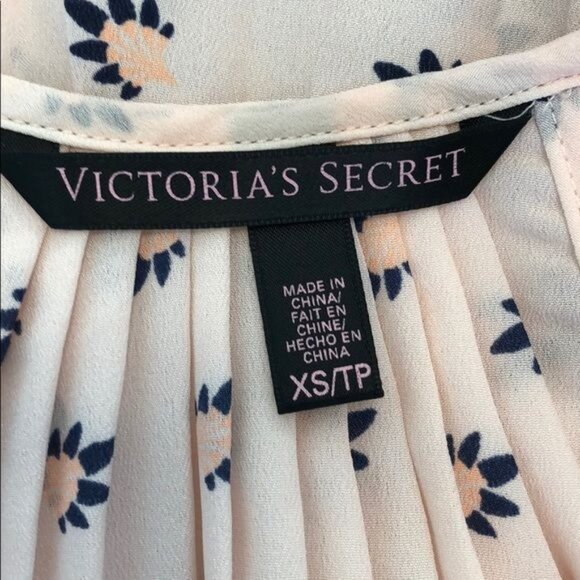 VICTORIA'S SECRET
MADE IN
CHINA/
FAIT EN
CHINE/
HECHO EN
CHINA
XS/TP